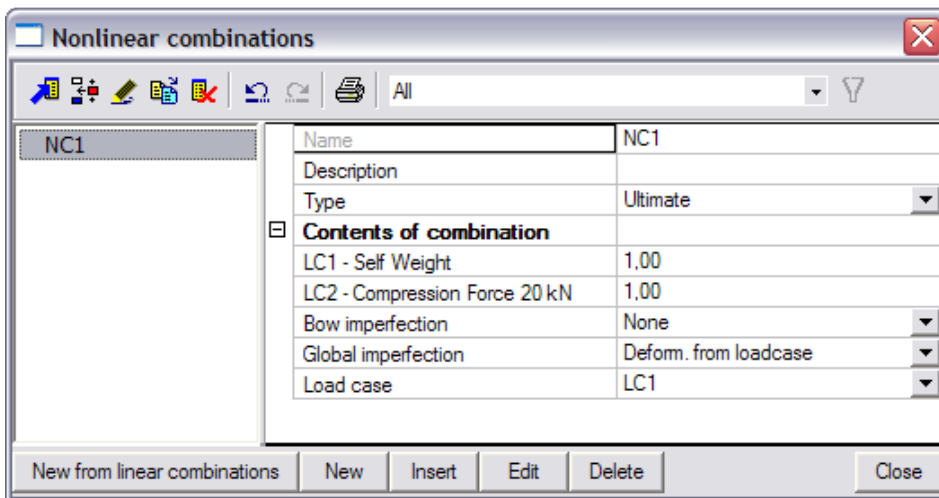 Nonlinear combinations
All
NC1
Name NC1
Description
Type Ultimate
Contents of combination
LC1 - Self Weight 1,00
LC2 - Compression Force 20 kN 1,00
Bow imperfection None
Global imperfection Deform. from loadcase
Load case LC1
New from linear combinations New Insert Edit Delete Close